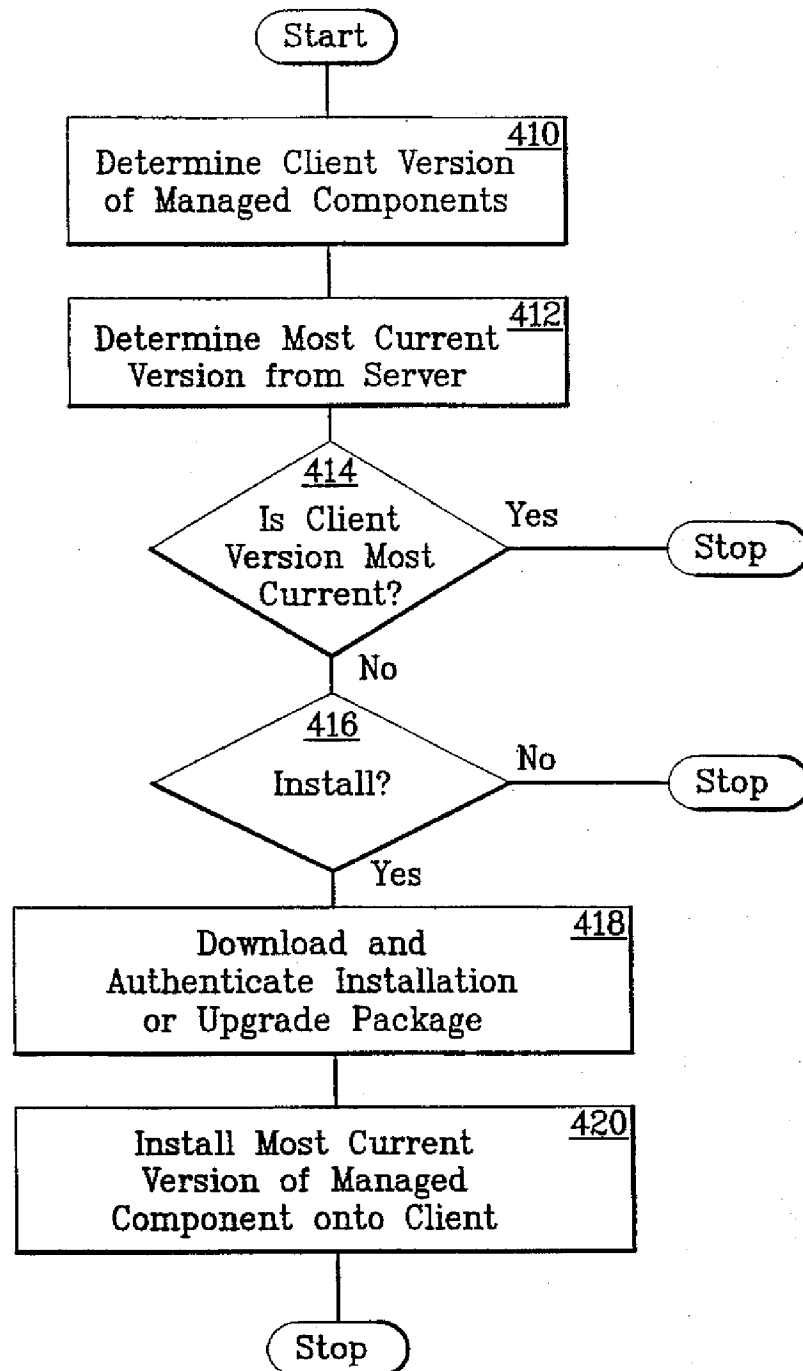 Start
410
Determine Client Version
of Managed Components
412
Determine Most Current
Version from Server
414
Is Client
Version Most
Current?
Yes
Stop
No
416
Install?
No
Stop
Yes
418
Download and
Authenticate Installation
or Upgrade Package
420
Install Most Current
Version of Managed
Component onto Client
Stop